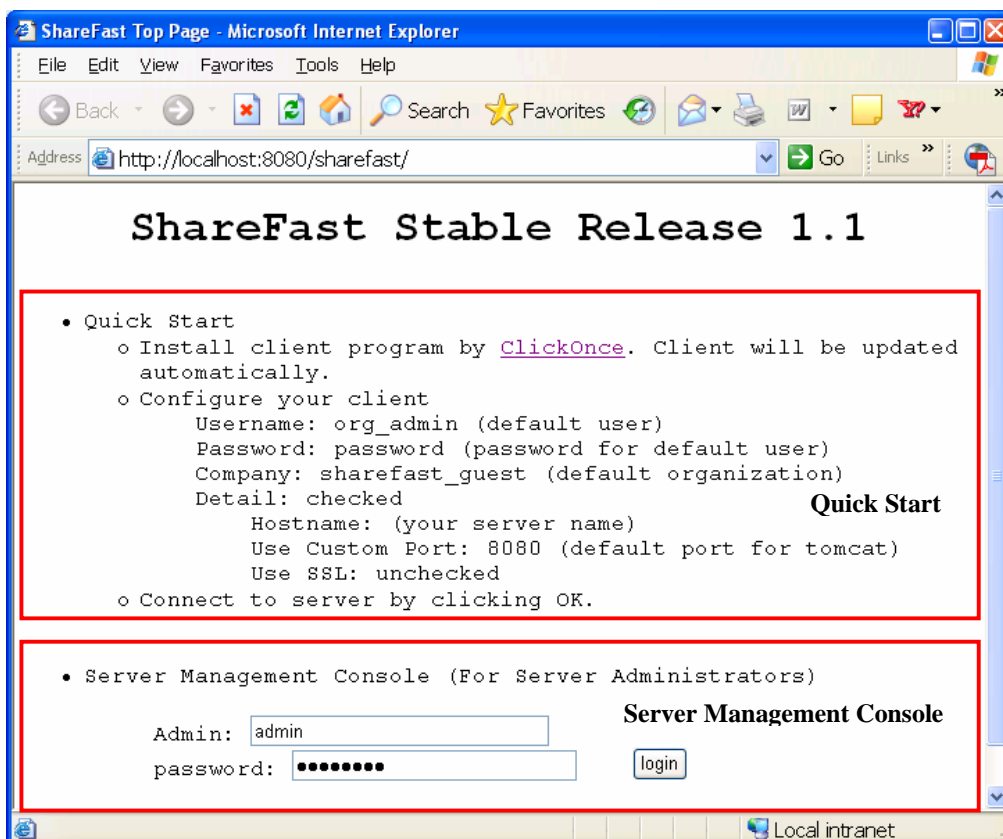 ShareFast Top Page - Microsoft Internet Explorer
File Edit View Favorites Tools Help
Back Search Favorites W Y?
Address http://localhost:8080/sharefast/ Go Links »
ShareFast Stable Release 1.1
• Quick Start
o Install client program by ClickOnce. Client will be updated
automatically.
o Configure your client
Username: org_admin (default user)
Password: password (password for default user)
Company: sharefast_guest (default organization)
Detail: checked
Quick Start
Hostname: (your server name)
Use Custom Port: 8080 (default port for tomcat)
Use SSL: unchecked
o Connect to server by clicking OK.
• Server Management Console (For Server Administrators)
Server Management Console
Admin: admin
password: ●●●●●●●● login
Local intranet